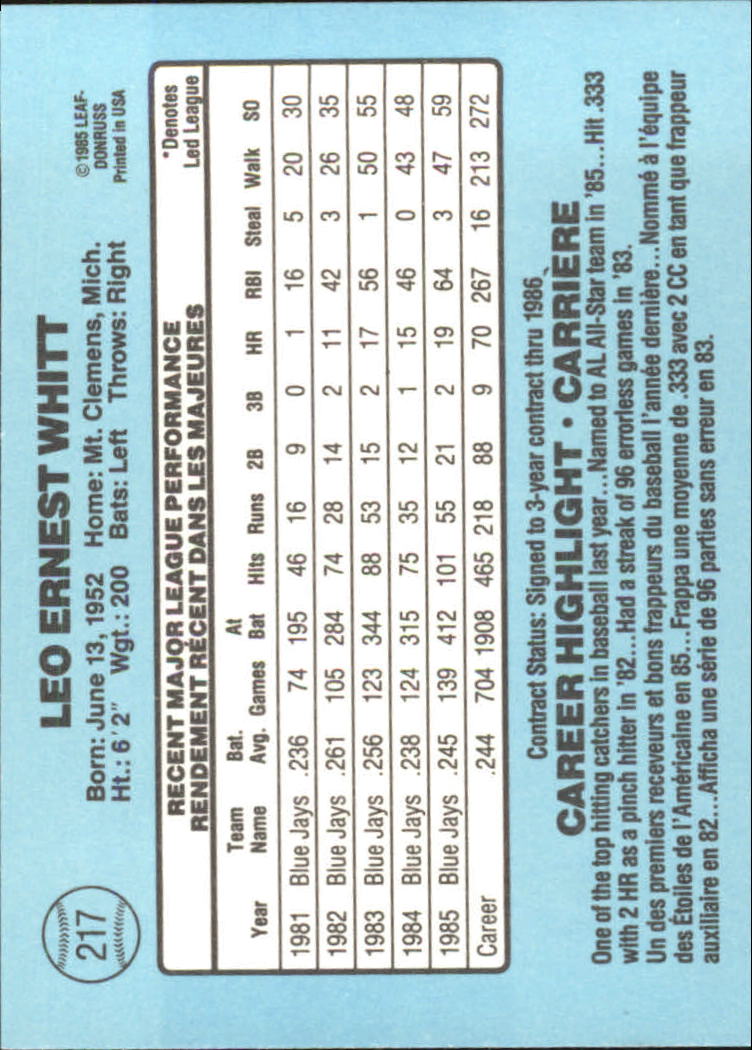 217
LEO ERNEST WHITT
Born: June 13, 1952 Home: Mt. Clemens, Mich.
Ht.: 6'2" Wgt.: 200 Bats: Left Throws: Right
© 1985 LEAF-
DONRUSS
Printed in USA
RECENT MAJOR LEAGUE PERFORMANCE
RENDEMENT RÉCENT DANS LES MAJEURES
*Denotes
Led League
Year Team Name Bat. Avg. Games At Bat Hits Runs 2B 3B HR RBI Steal Walk SO
1981 Blue Jays .236 74 195 46 16 9 0 1 16 5 20 30
1982 Blue Jays .261 105 284 74 28 14 2 11 42 3 26 35
1983 Blue Jays .256 123 344 88 53 15 2 17 56 1 50 55
1984 Blue Jays .238 124 315 75 35 12 1 15 46 0 43 48
1985 Blue Jays .245 139 412 101 55 21 2 19 64 3 47 59
Career .244 704 1908 465 218 88 9 70 267 16 213 272
Contract Status: Signed to 3-year contract thru 1986
CAREER HIGHLIGHT • CARRIÈRE
One of the top hitting catchers in baseball last year...Named to AL All-Star team in '85...Hit .333
with 2 HR as a pinch hitter in '82...Had a streak of 96 errorless games in '83.
Un des premiers receveurs et bons frappeurs du baseball l'année dernière...Nommé à l'équipe
des Étoiles de l'Américaine en 85...Frappa une moyenne de .333 avec 2 CC en tant que frappeur
auxiliaire en 82...Afficha une série de 96 parties sans erreur en 83.